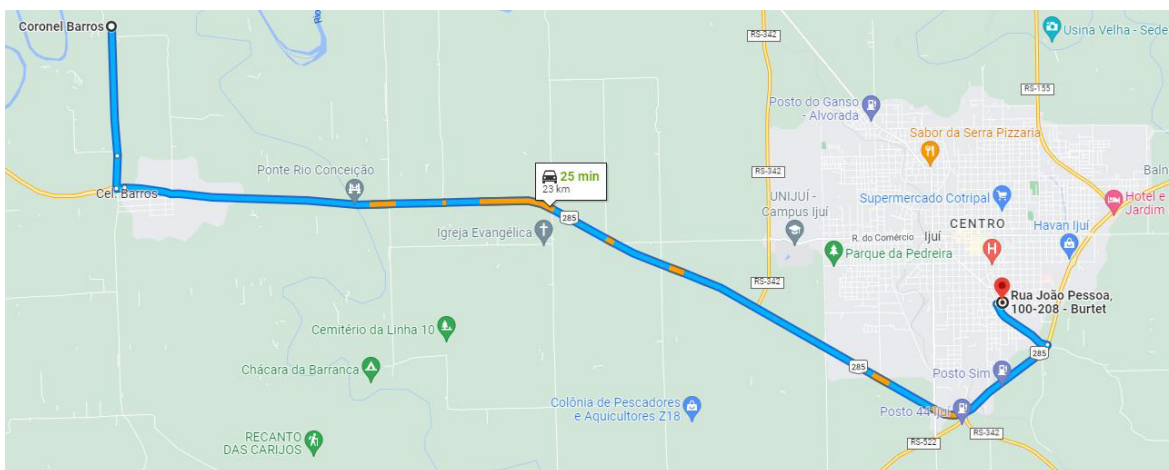 Coronel Barros
Rio
RS-342
Usina Velha - Sede
RS-155
Posto do Ganso
- Alvorada
Sabor da Serra Pizzaria
Ponte Rio Conceição
25 min
23 km
RS-342
Baln
Cel. Barros
285
UNIJUÍ -
Campus Ijuí
Supermercado Cotripal
Hotel e
Jardim
Igreja Evangélica
CENTRO
R. do Comércio
Ijuí
Havan Ijuí
H
Parque da Pedreira
RS-342
Rua João Pessoa,
100-208 - Burtet
Cemitério da Linha 10
285
Chácara da Barranca
285
Posto Sim
Colônia de Pescadores
e Aquicultores Z18
Posto 44 Ijuí
RECANTO
DAS CARIJOS
RS-522
RS-342